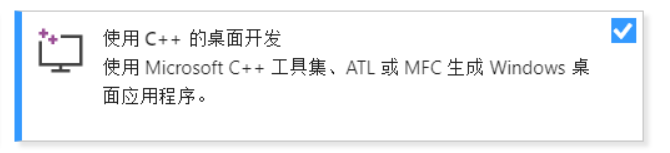 使用 C++ 的桌面开发
使用 Microsoft C++ 工具集、ATL 或 MFC 生成 Windows 桌
面应用程序。